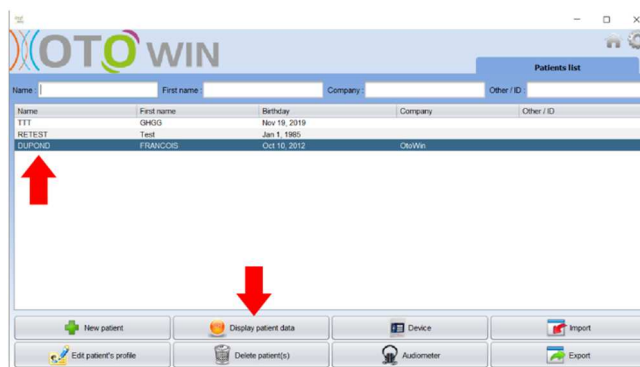 OTOWIN
Patients list
Name : First name : Company : Other / ID :
Name First name Birthday Company Other / ID
TTT GHGG Nov 19, 2019
RETEST Test Jan 1, 1985
DUPOND FRANCOIS Oct 10, 2012 OtoWin
New patient Display patient data Device Import
Edit patient's profile Delete patient(s) Audiometer Export